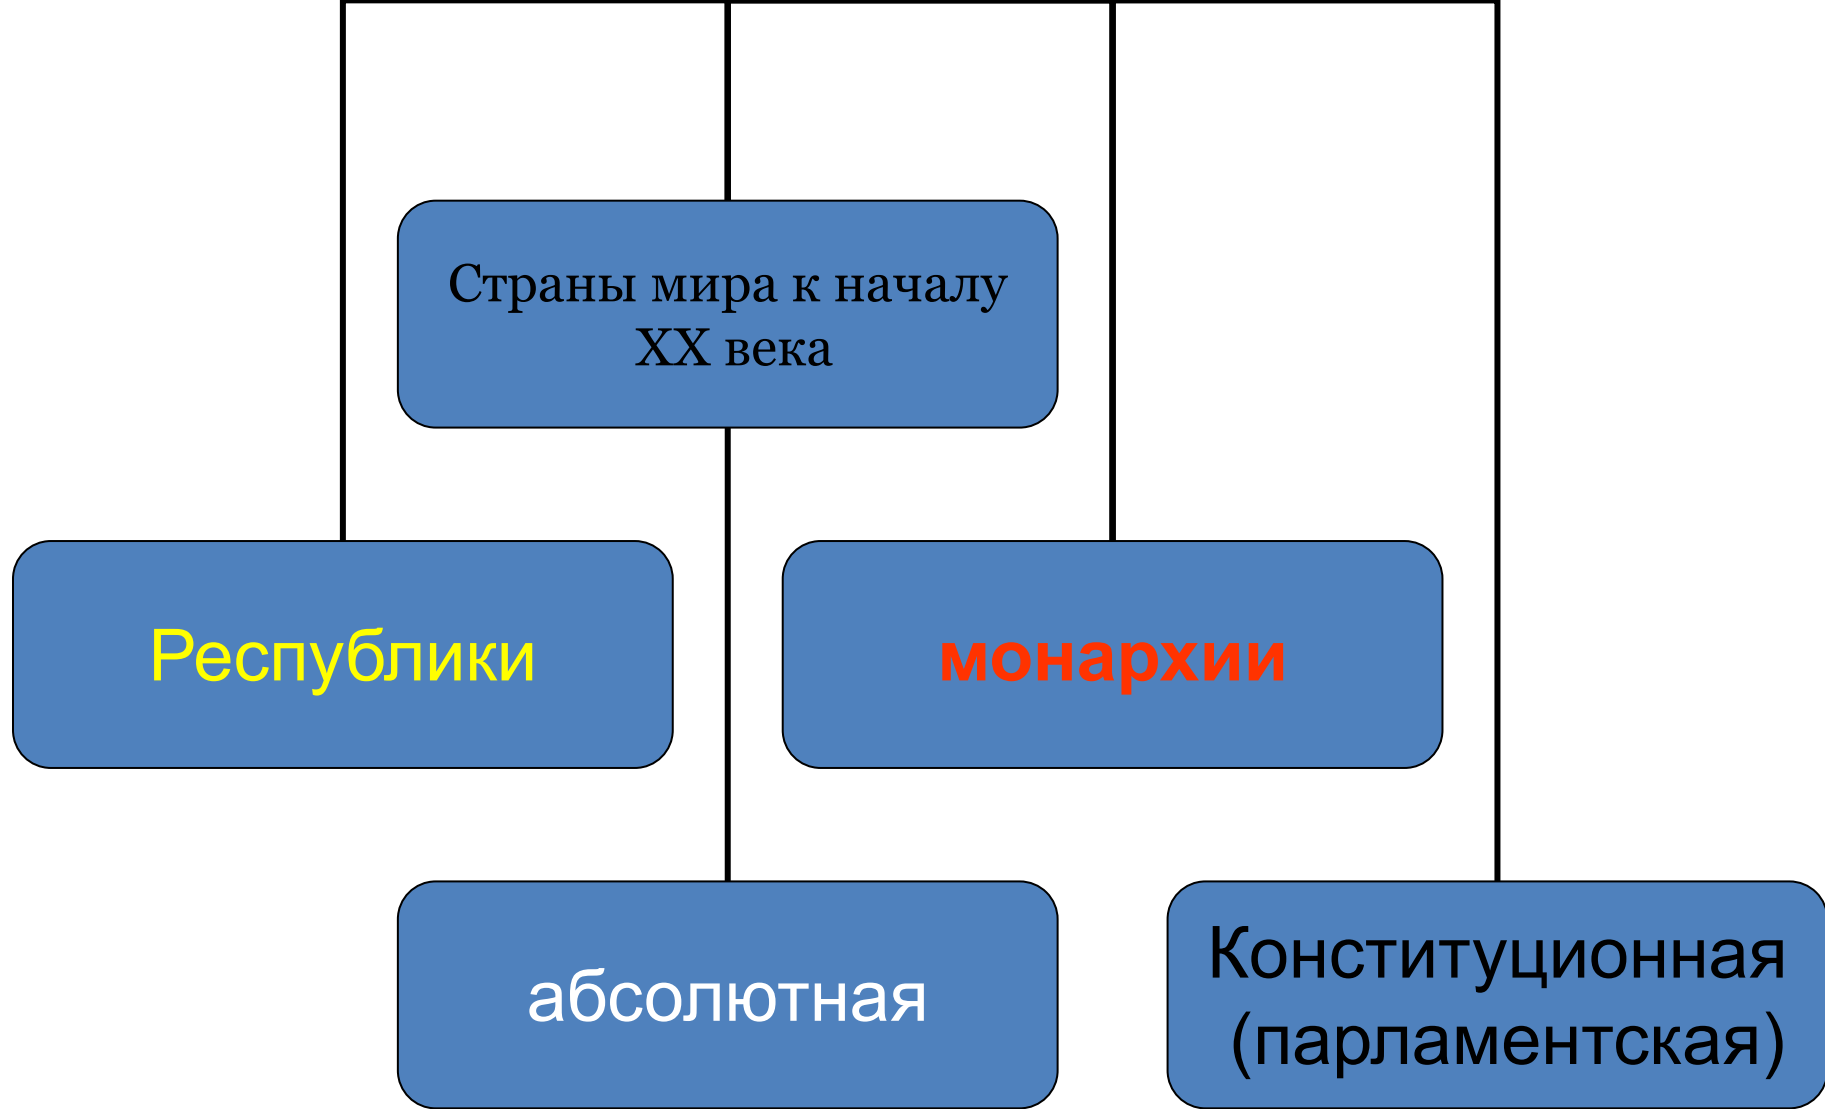 Страны мира к началу
XX века
Республики
монархии
абсолютная
Конституционная
(парламентская)